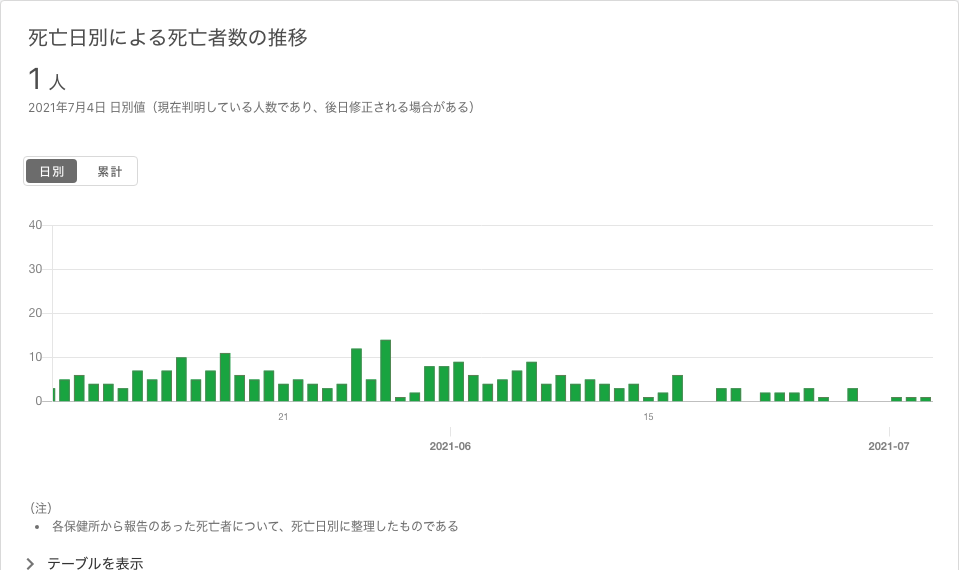 死亡日別による死亡者数の推移
1 人
2021年7月4日 日別値（現在判明している人数であり、後日修正される場合がある）
日別 累計
40
30
20
10
0
21 15
2021-06 2021-07
（注）
• 各保健所から報告のあった死亡者について、死亡日別に整理したものである
テーブルを表示